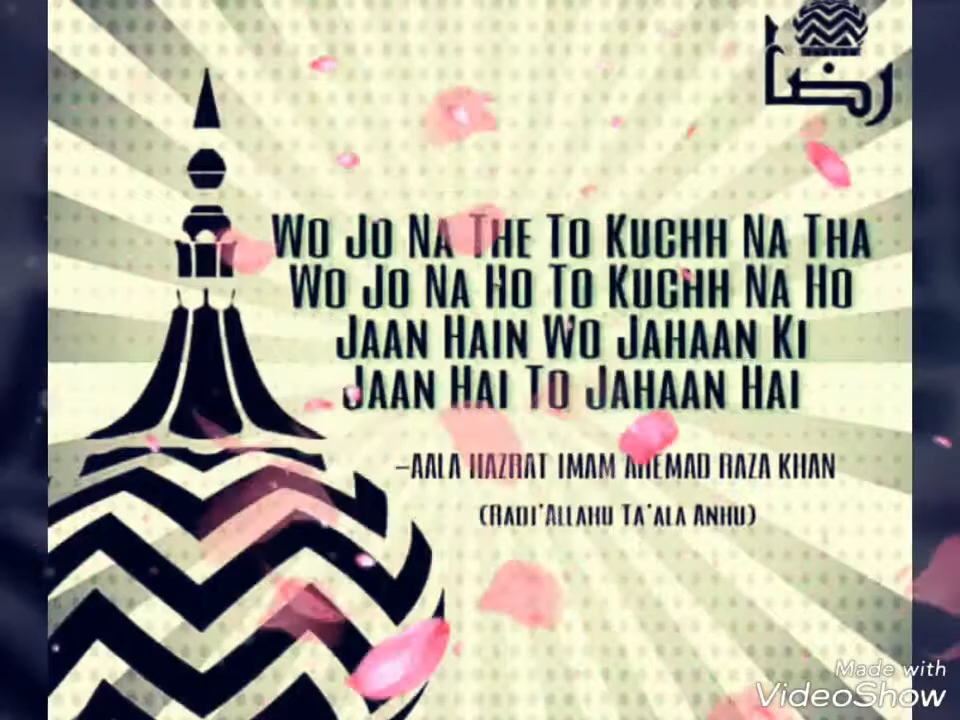 رضا
WO JO NA THE TO KUCHH NA THA
WO JO NA HO TO KUCHH NA HO
JAAN HAIN WO JAHAAN KI
JAAN HAI TO JAHAAN HAI
–AALA HAZRAT IMAM AHEMAD RAZA KHAN
(RADI'ALLAHU TA'ALA ANHU)
Made with
VideoShow